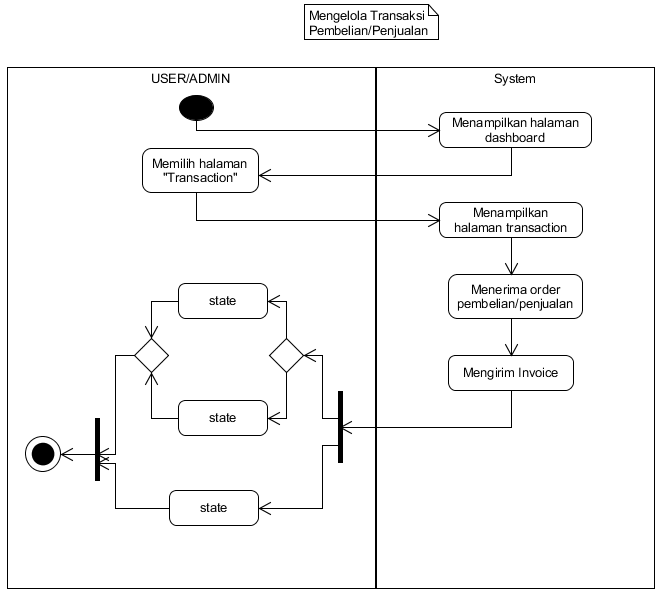 Mengelola Transaksi
Pembelian/Penjualan
USER/ADMIN
System
Menampilkan halaman
dashboard
Memilih halaman
"Transaction"
Menampilkan
halaman transaction
Menerima order
pembelian/penjualan
Mengirim Invoice
state
state
state